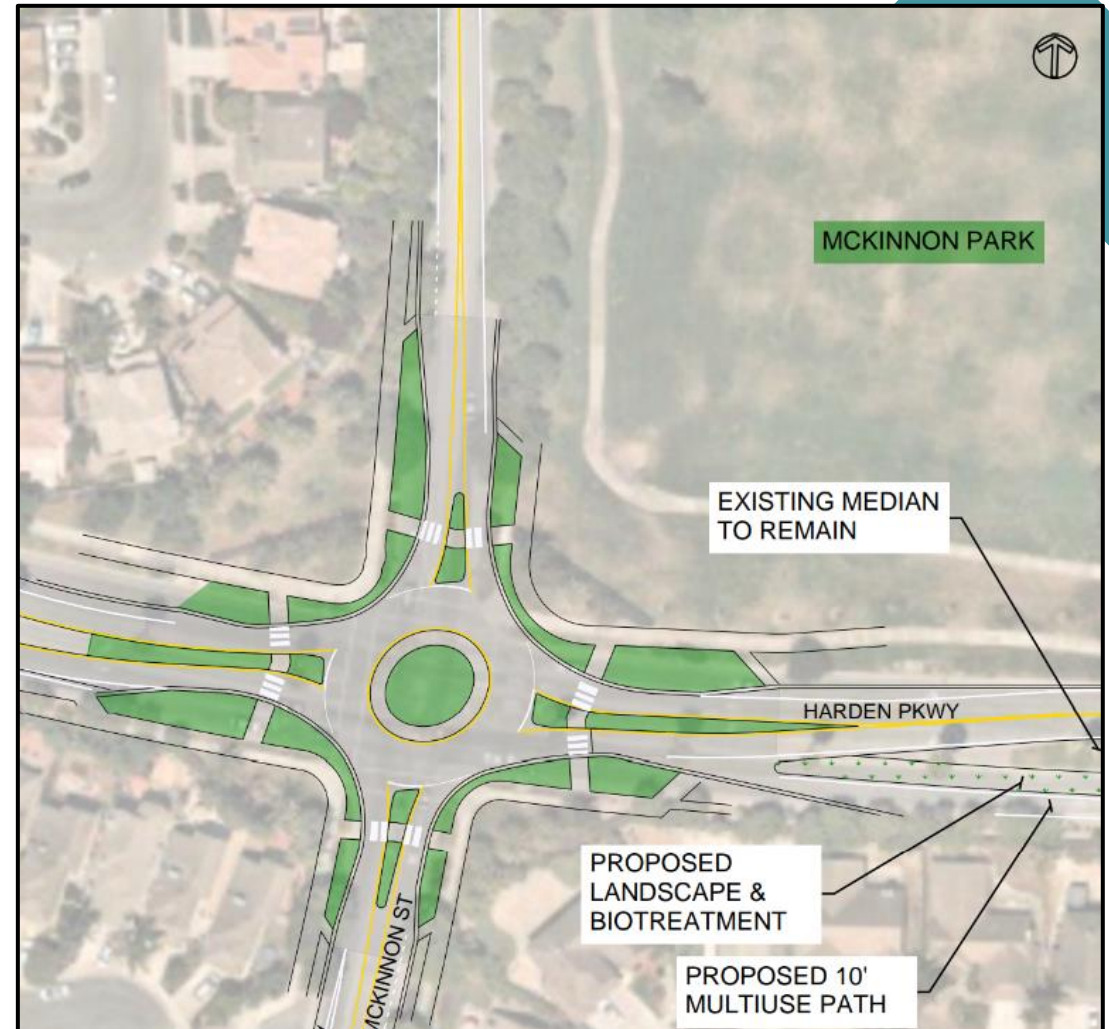 MCKINNON PARK
EXISTING MEDIAN
TO REMAIN
HARDEN PKWY
PROPOSED
LANDSCAPE &
BIOTREATMENT
MCKINNON ST
PROPOSED 10'
MULTIUSE PATH